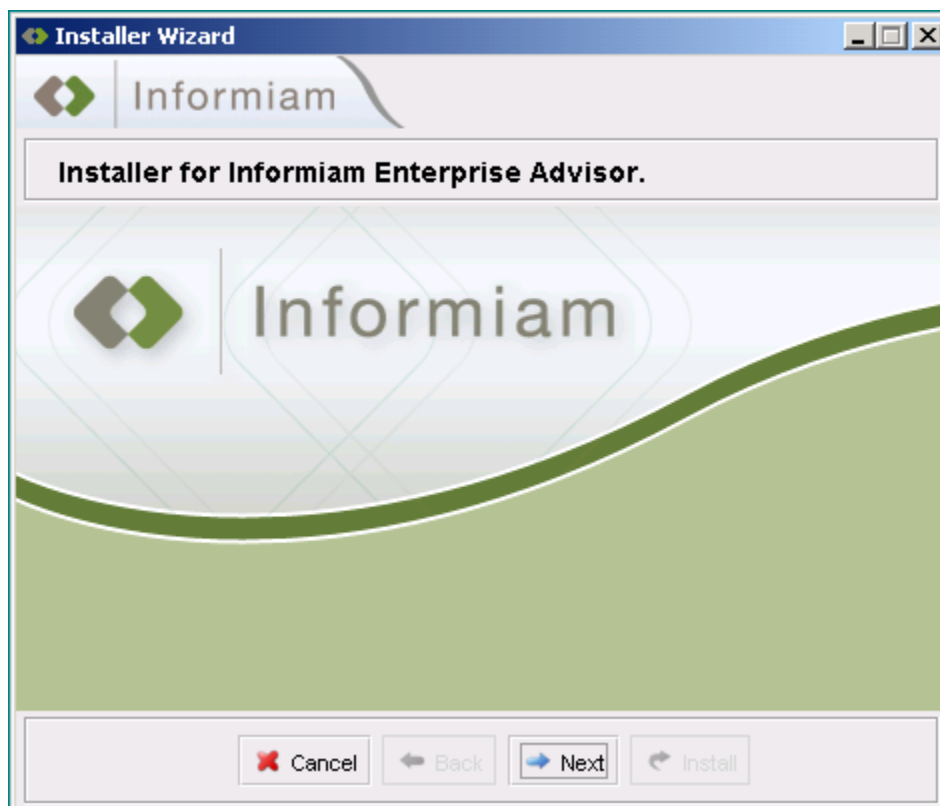 Installer Wizard
Informiam
Installer for Informiam Enterprise Advisor.
Informiam
Cancel Back Next Install